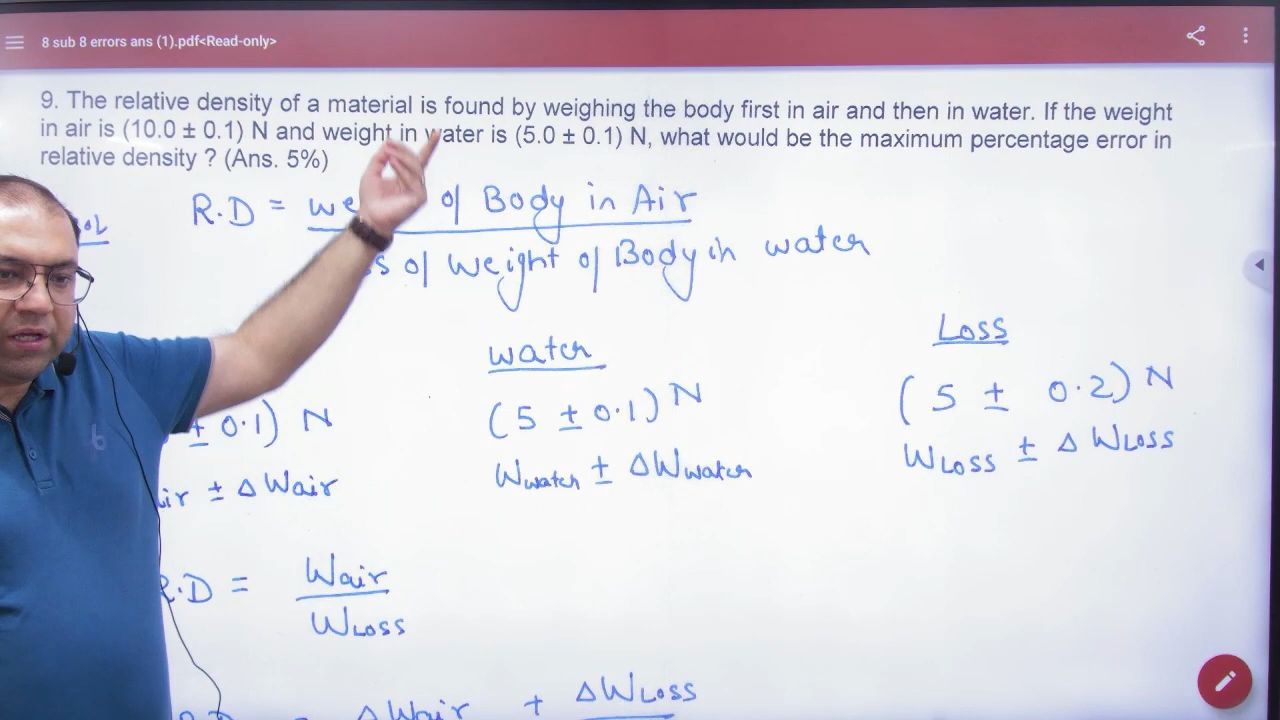 8 sub 8 errors ans (1).pdf<Read-only>
9. The relative density of a material is found by weighing the body first in air and then in water. If the weight
in air is (10.0 ± 0.1) N and weight in water is (5.0 ± 0.1) N, what would be the maximum percentage error in
relative density ? (Ans. 5%)
R.D = of Body in Air
of Weight of Body in water
Water
Loss
± 0.1) N
(5 ± 0.1) N
(5 ± 0.2) N
± ΔWair
Wwater ± ΔWwater
WLoss ± ΔWLoss
R.D = Wair
WLoss
ΔWair + ΔWLoss